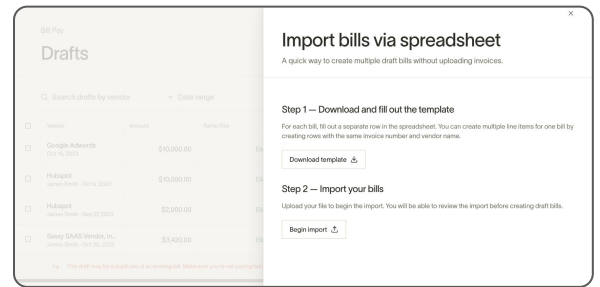 Bill Pay
Drafts
Search drafts by vendor
Date range
Vendor
Amount
Google Adwords
Oct 16, 2023
$10,000.00
Hubspot
James Smith · Oct 4, 2023
$10,000.00
Hubspot
James Smith · Sep 27, 2023
$2,000.00
Sassy SAAS Vendor, In...
James Smith · Oct 26, 2023
$3,420.00
This draft may be a duplicate of an existing bill. Make sure you're not paying twice
Import bills via spreadsheet
A quick way to create multiple draft bills without uploading invoices.
Step 1 — Download and fill out the template
For each bill, fill out a separate row in the spreadsheet. You can create multiple line items for one bill by
creating rows with the same invoice number and vendor name.
Download template
Step 2 — Import your bills
Upload your file to begin the import. You will be able to review the import before creating draft bills.
Begin import